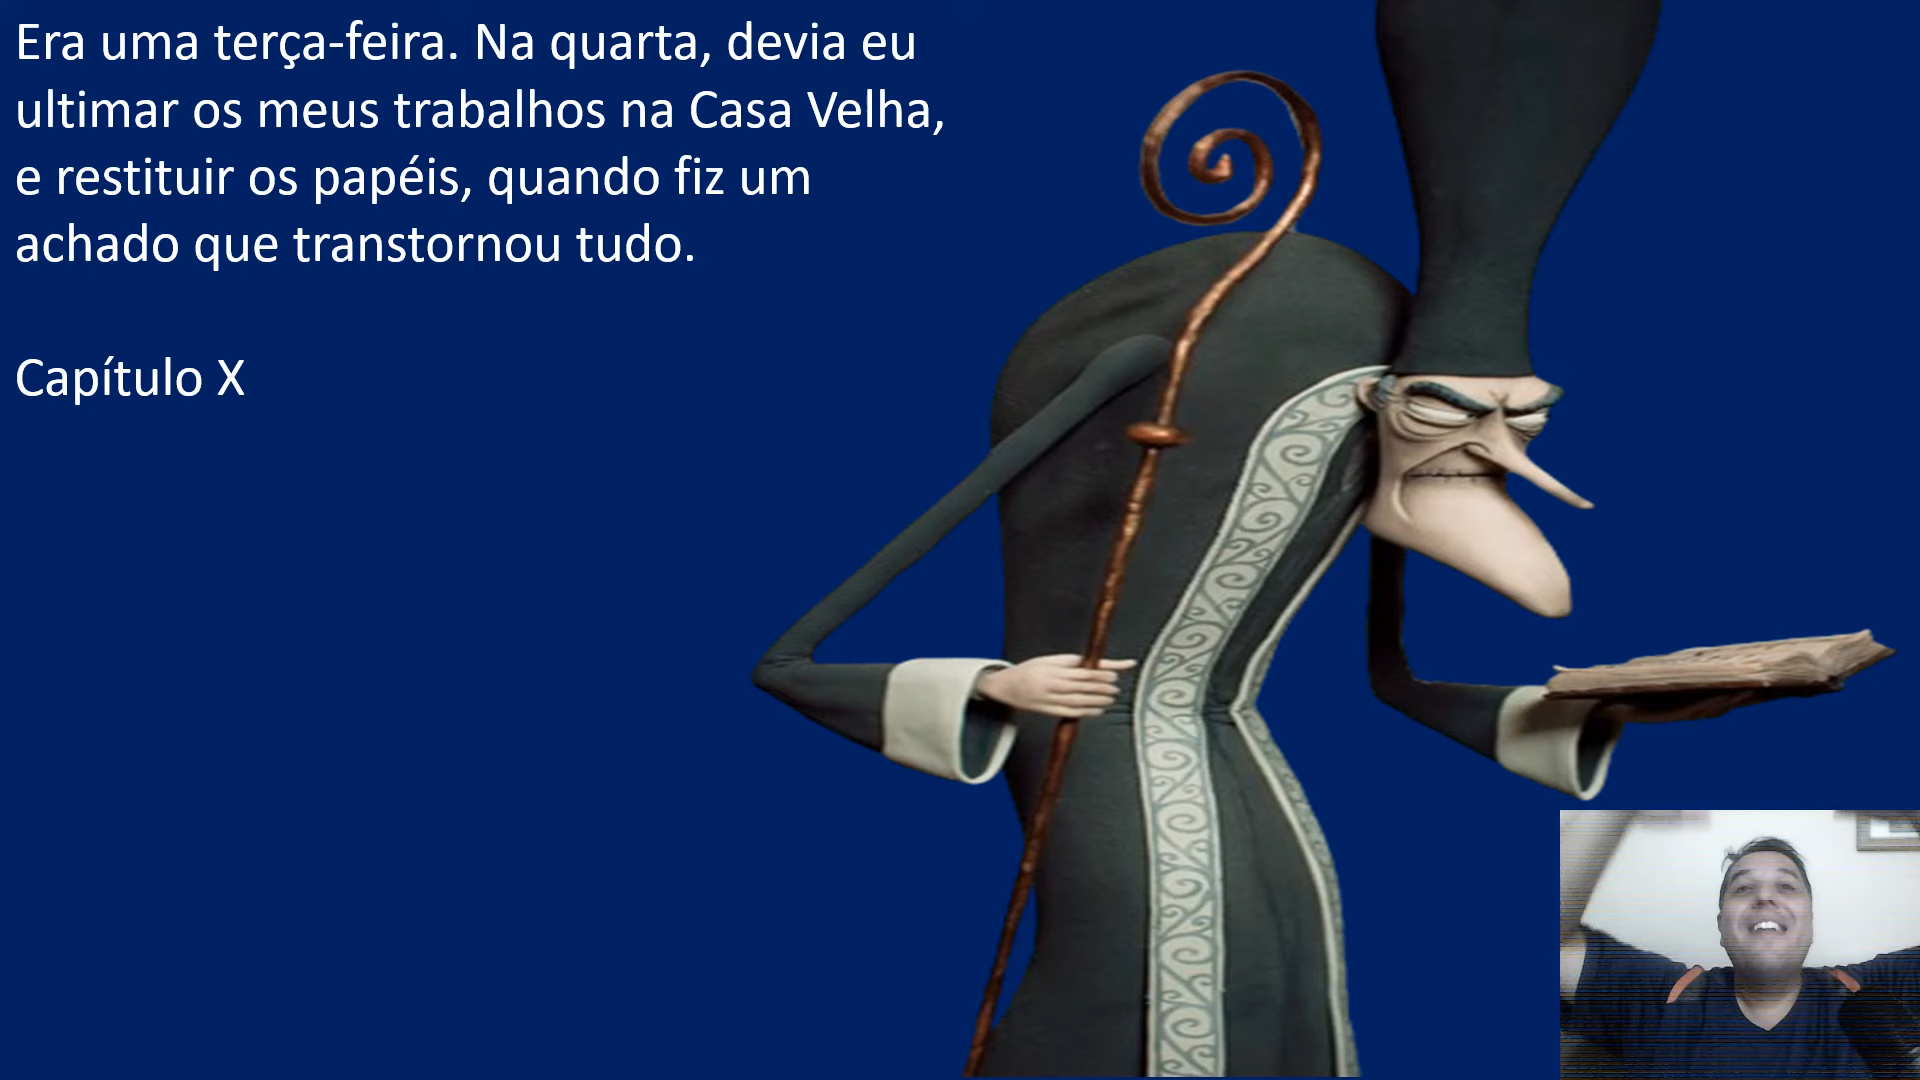 Era uma terça-feira. Na quarta, devia eu
ultimar os meus trabalhos na Casa Velha,
e restituir os papéis, quando fiz um
achado que transtornou tudo.
Capítulo X